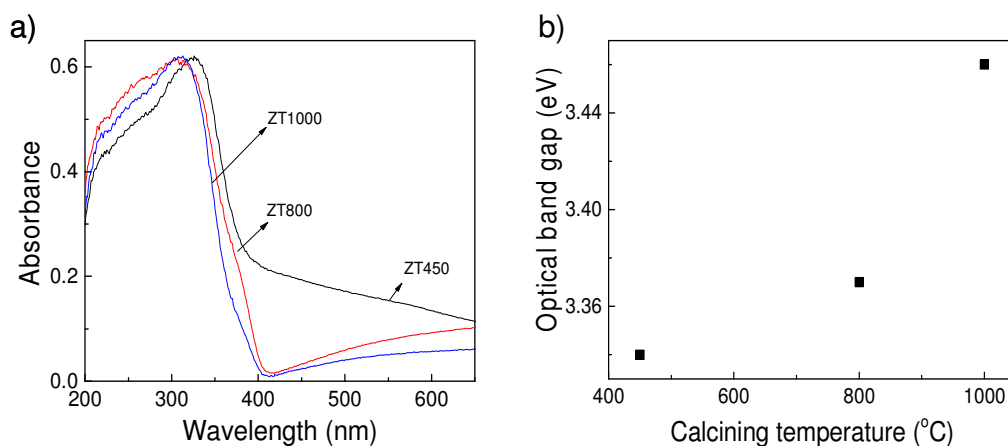 a)
0.6
0.4
0.2
0.0
Absorbance
ZT1000
ZT800
ZT450
200 300 400 500 600
Wavelength (nm)
b)
3.44
3.40
3.36
Optical band gap (eV)
400 600 800 1000
Calcining temperature (°C)